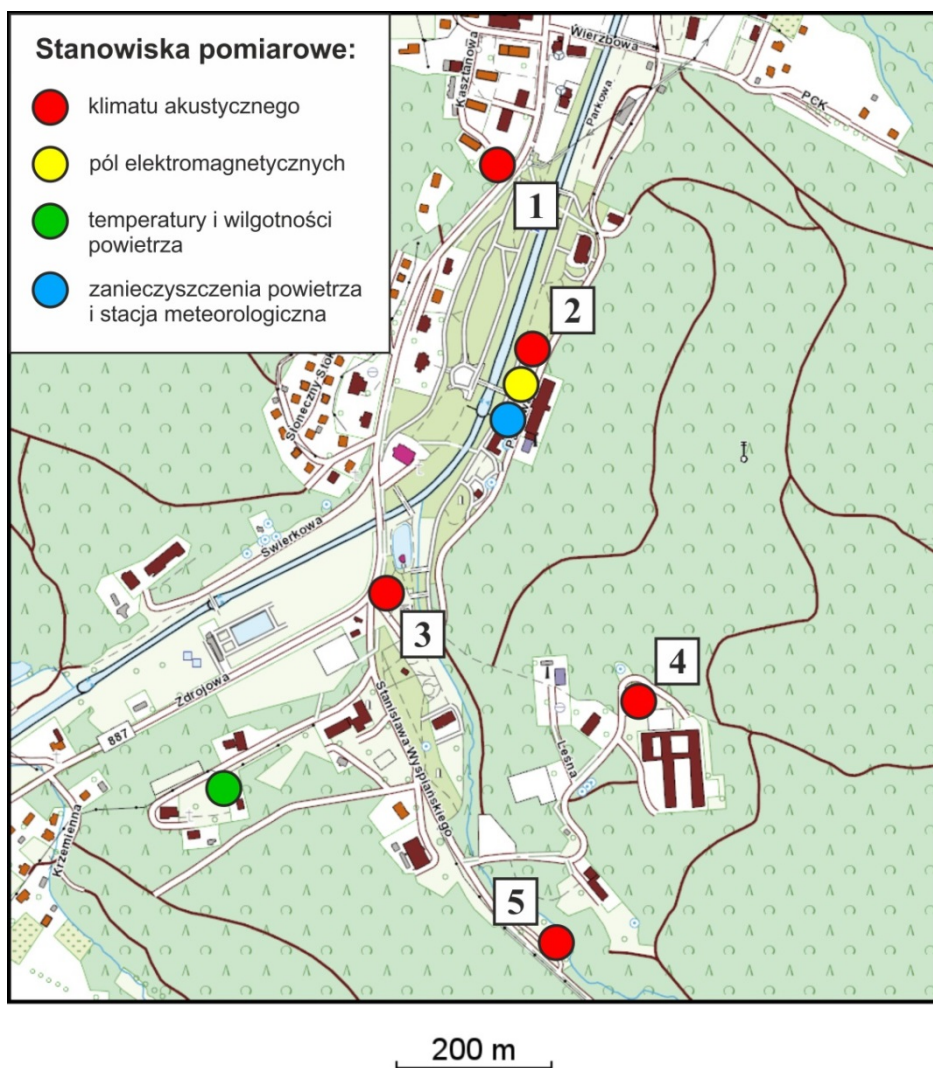 Stanowiska pomiarowe:
klimatu akustycznego
pól elektromagnetycznych
temperatury i wilgotności
powietrza
zanieczyszczenia powietrza
i stacja meteorologiczna
Wierzbowa
Kasztanowa
Parkowa
PCK
1
2
Słoneczny Stok
Świerkowa
3
4
Zdrojowa
887
Stanisława Wyspiańskiego
Leśna
Krzemienna
5
200 m